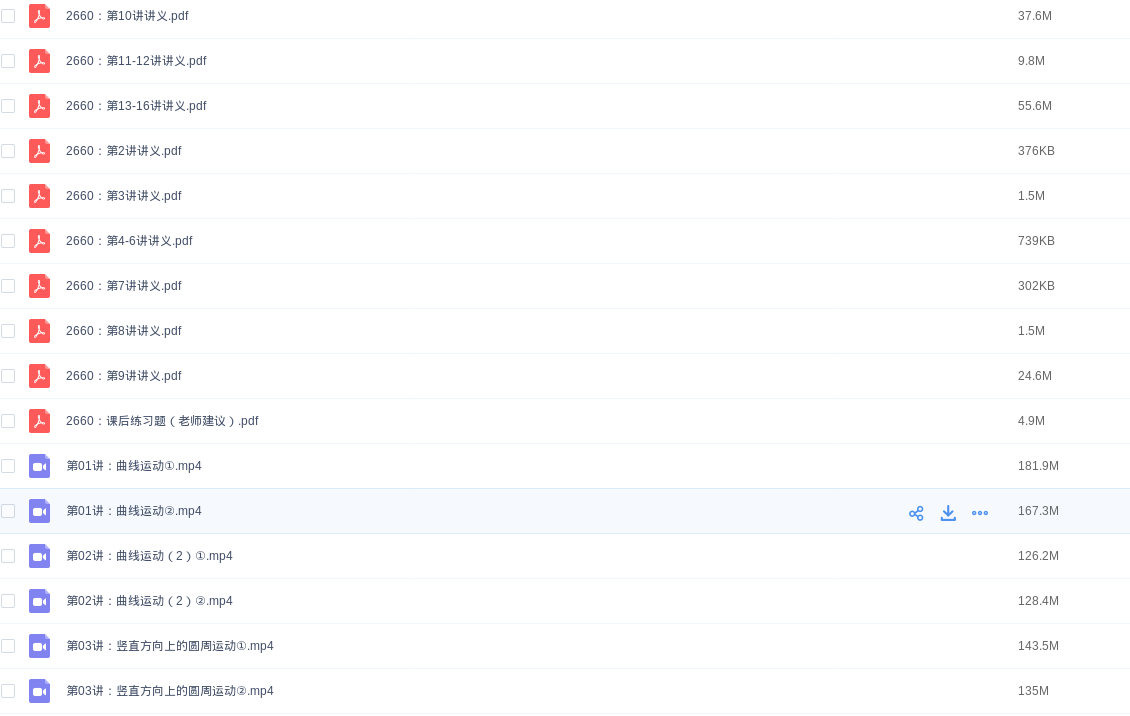 2660：第10讲讲义.pdf 37.6M
2660：第11-12讲讲义.pdf 9.8M
2660：第13-16讲讲义.pdf 55.6M
2660：第2讲讲义.pdf 376KB
2660：第3讲讲义.pdf 1.5M
2660：第4-6讲讲义.pdf 739KB
2660：第7讲讲义.pdf 302KB
2660：第8讲讲义.pdf 1.5M
2660：第9讲讲义.pdf 24.6M
2660：课后练习题（老师建议）.pdf 4.9M
第01讲：曲线运动①.mp4 181.9M
第01讲：曲线运动②.mp4 167.3M
第02讲：曲线运动（2）①.mp4 126.2M
第02讲：曲线运动（2）②.mp4 128.4M
第03讲：竖直方向上的圆周运动①.mp4 143.5M
第03讲：竖直方向上的圆周运动②.mp4 135M